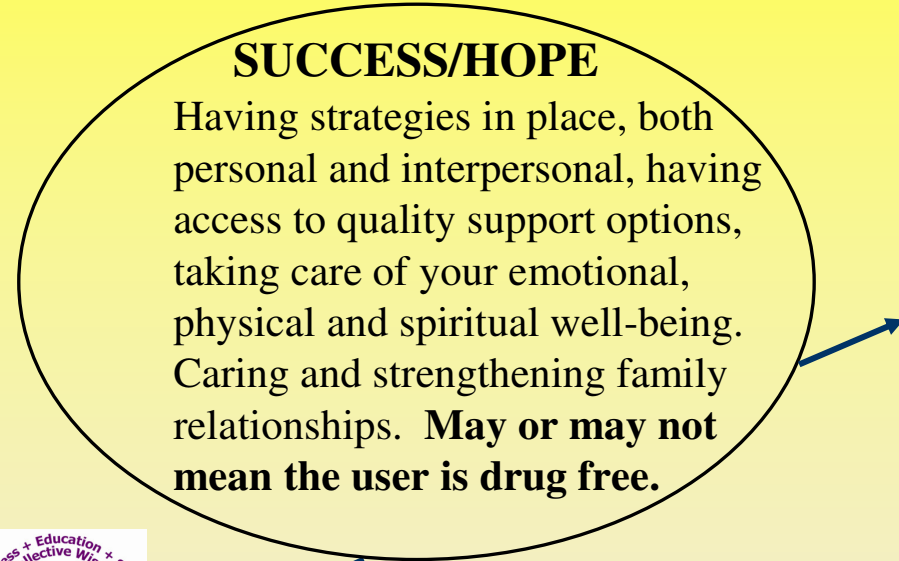 SUCCESS/HOPE
Having strategies in place, both
personal and interpersonal, having
access to quality support options,
taking care of your emotional,
physical and spiritual well-being.
Caring and strengthening family
relationships.  May or may not
mean the user is drug free.
+ Education +